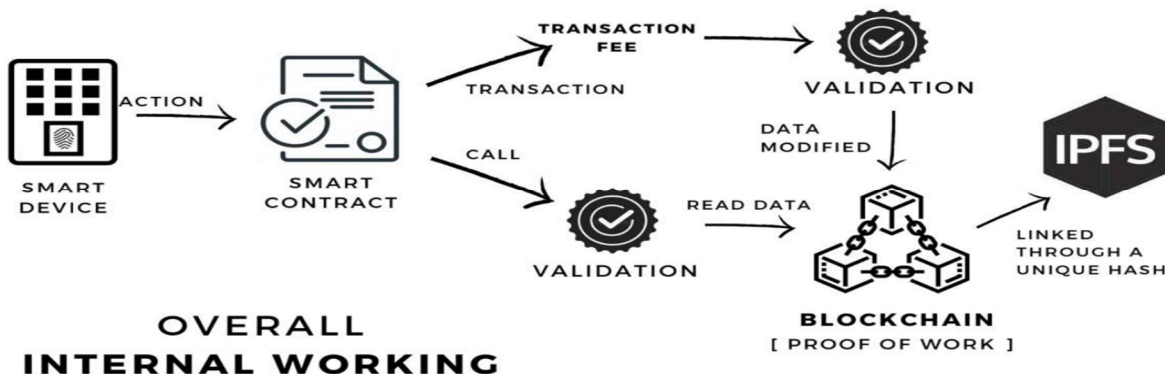 ACTION
SMART
DEVICE
SMART
CONTRACT
TRANSACTION
TRANSACTION
FEE
VALIDATION
CALL
VALIDATION
READ DATA
DATA
MODIFIED
BLOCKCHAIN
[ PROOF OF WORK ]
IPFS
LINKED
THROUGH A
UNIQUE HASH
OVERALL
INTERNAL WORKING